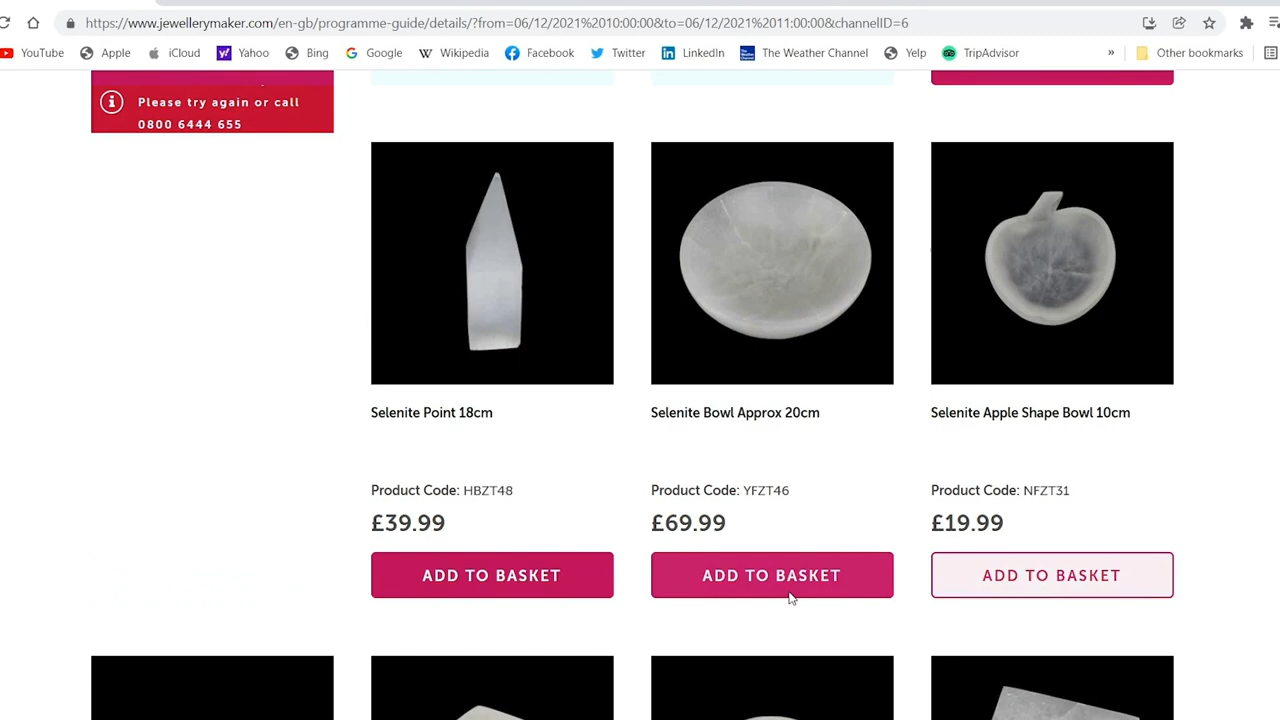 https://www.jewellerymaker.com/en-gb/programme-guide/details/?from=06/12/2021%2010:00:00&to=06/12/2021%2011:00:00&channelID=6
YouTube Apple iCloud Yahoo Bing Google Wikipedia Facebook Twitter LinkedIn The Weather Channel Yelp TripAdvisor » Other bookmarks
Please try again or call
0800 6444 655
Selenite Point 18cm
Product Code: HBZT48
£39.99
ADD TO BASKET
Selenite Bowl Approx 20cm
Product Code: YFZT46
£69.99
ADD TO BASKET
Selenite Apple Shape Bowl 10cm
Product Code: NFZT31
£19.99
ADD TO BASKET